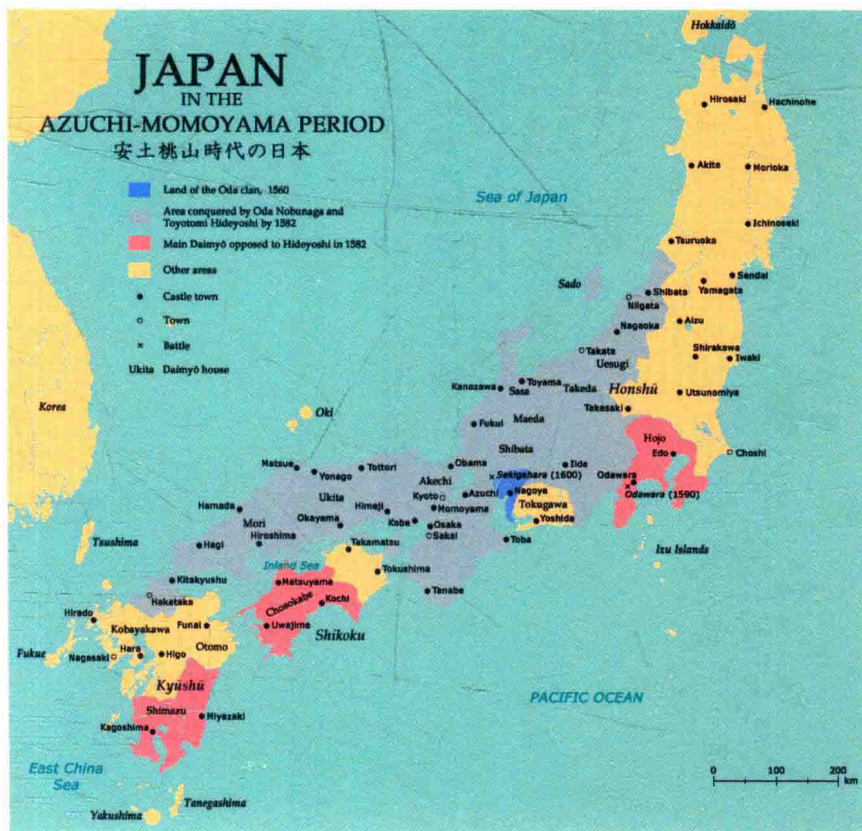 JAPAN
IN THE
AZUCHI-MOMOYAMA PERIOD
安土桃山時代の日本
Land of the Oda clan, 1560
Area conquered by Oda Nobunaga and
Toyotomi Hideyoshi by 1582
Main Daimyō opposed to Hideyoshi in 1582
Other areas
Castle town
Town
Battle
Ukita Daimyō house
Hokkaidō
Hirosaki
Hachinohe
Akita
Morioka
Sea of Japan
Ichinoseki
Tsuruoka
Sendai
Yamagata
Sado
Shibata
Niigata
Aizu
Nagaoka
Shirakawa
Iwaki
Takata
Uesugi
Toyama
Takeda
Honshū
Utsunomiya
Kanazawa
Sasa
Takasaki
Korea
Oki
Maeda
Fukui
Hojo
Edo
Choshi
Shibata
Matsue
Yonago
Tottori
Obama
Iida
Sekigahara (1600)
Odawara
Odawara (1590)
Akechi
Kyoto
Azuchi
Nagoya
Tokugawa
Yoshida
Ukita
Himeji
Momoyama
Hamada
Okayama
Kobe
Osaka
Sakai
Mori
Hiroshima
Hagi
Takamatsu
Toba
Izu Islands
Tsushima
Inland Sea
Tokushima
Kitakyushu
Matsuyama
Tanabe
Hakataka
Chosokabe
Kochi
Hirado
Kobayakawa
Funai
Uwajima
Shikoku
Otomo
Fukue
Nagasaki
Hara
Higo
Kyūshū
PACIFIC OCEAN
Shimazu
Miyazaki
Kagoshima
East China
Sea
Tanegashima
Yakushima
0 100 200
km